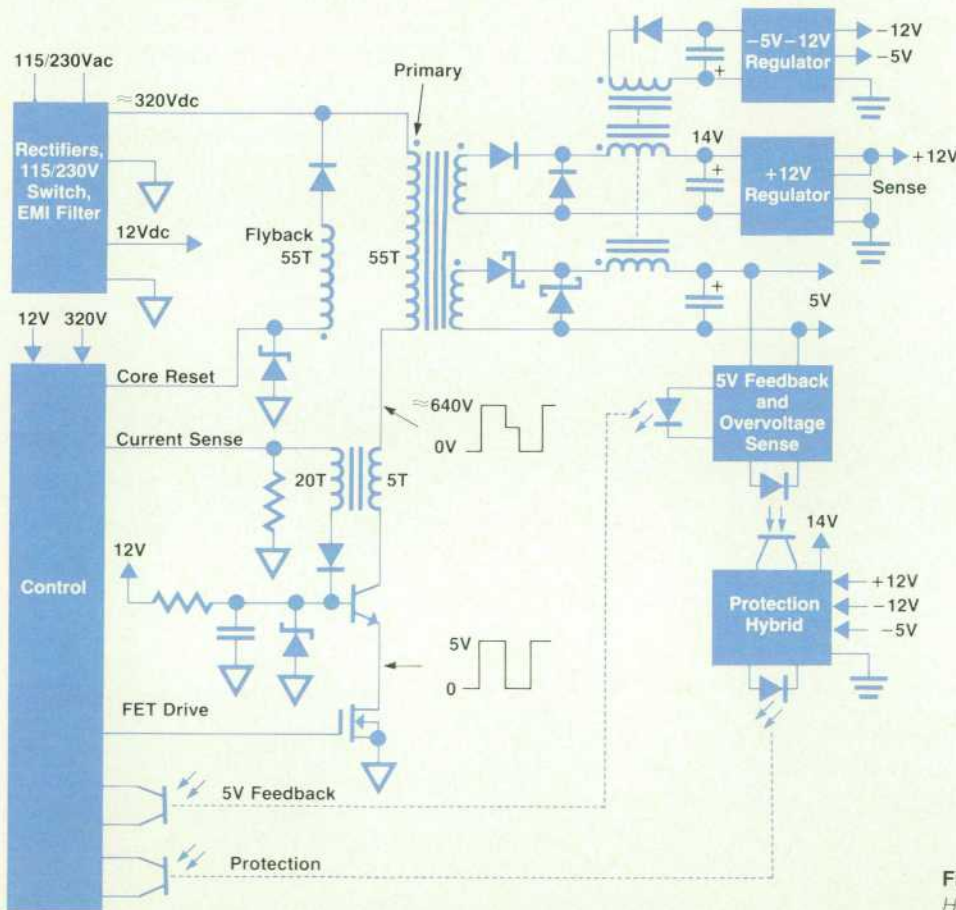 115/230Vac
≈320Vdc
Primary
Rectifiers,
115/230V
Switch,
EMI Filter
12Vdc
Flyback
55T
55T
+
–5V–12V
Regulator
–12V
–5V
14V
+
+12V
Regulator
+12V
Sense
+
5V
12V
320V
Core Reset
Current Sense
≈640V
0V
20T
5T
5V Feedback
and
Overvoltage
Sense
12V
Control
14V
Protection
Hybrid
+12V
–12V
–5V
5V
0
FET Drive
5V Feedback
Protection